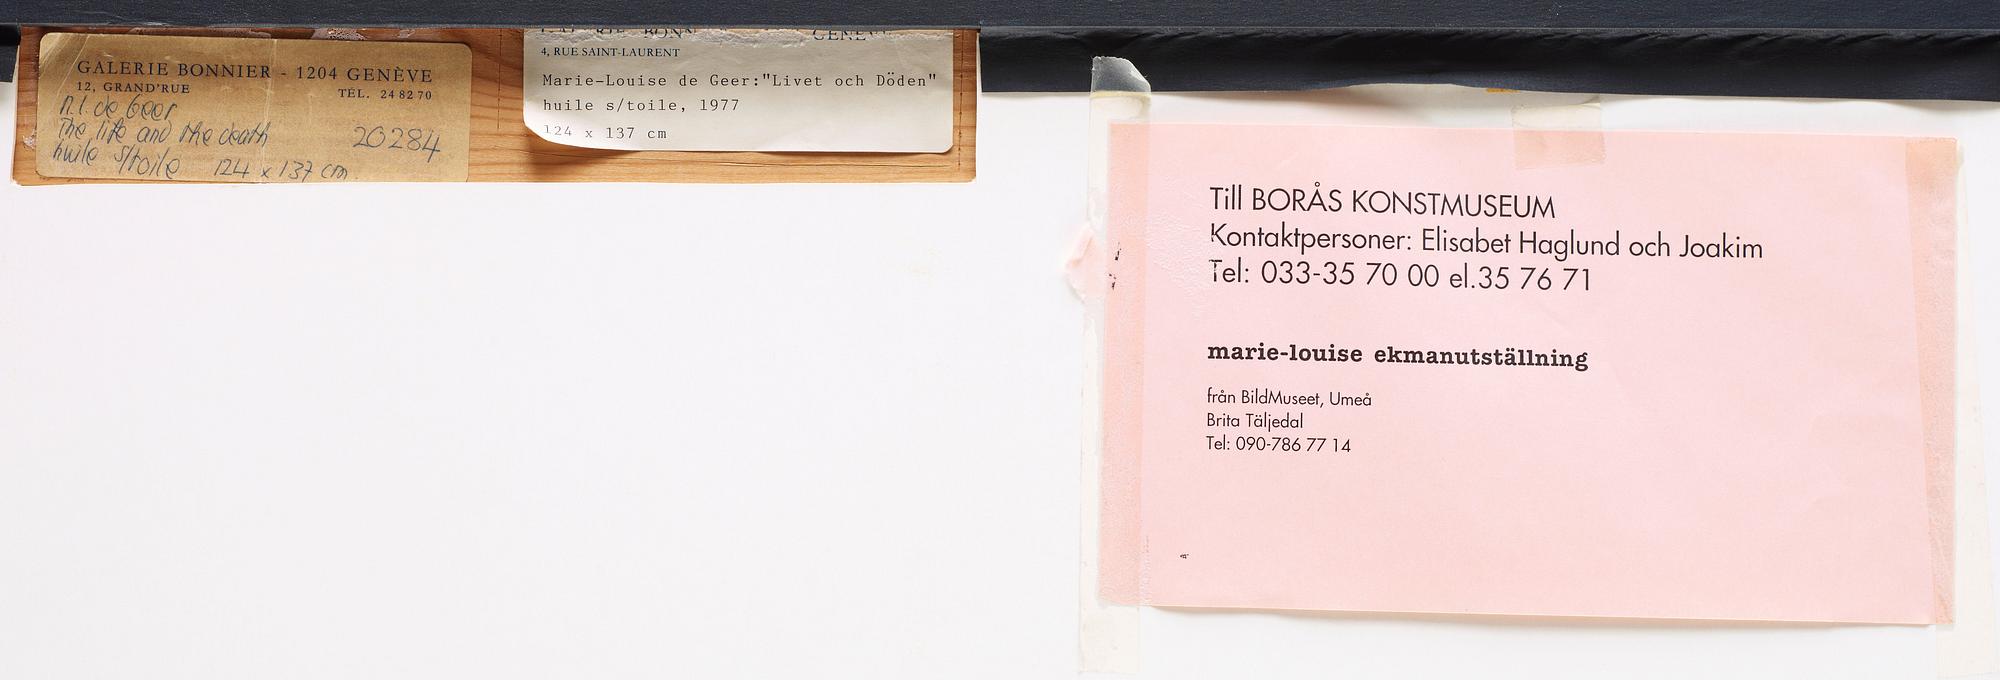 GALERIE BONNIER - 1204 GENÈVE
12, GRAND'RUE
TÉL. 24 82 70
The life and the death
20284
huile s/toile 124 x 137 cm.
4, RUE SAINT-LAURENT
Marie-Louise de Geer:"Livet och Döden"
huile s/toile, 1977
124 x 137 cm
Till BORÅS KONSTMUSEUM
Kontaktpersoner: Elisabet Haglund och Joakim
Tel: 033-35 70 00 el.35 76 71
marie-louise ekmanutställning
från BildMuseet, Umeå
Brita Täljedal
Tel: 090-786 77 14